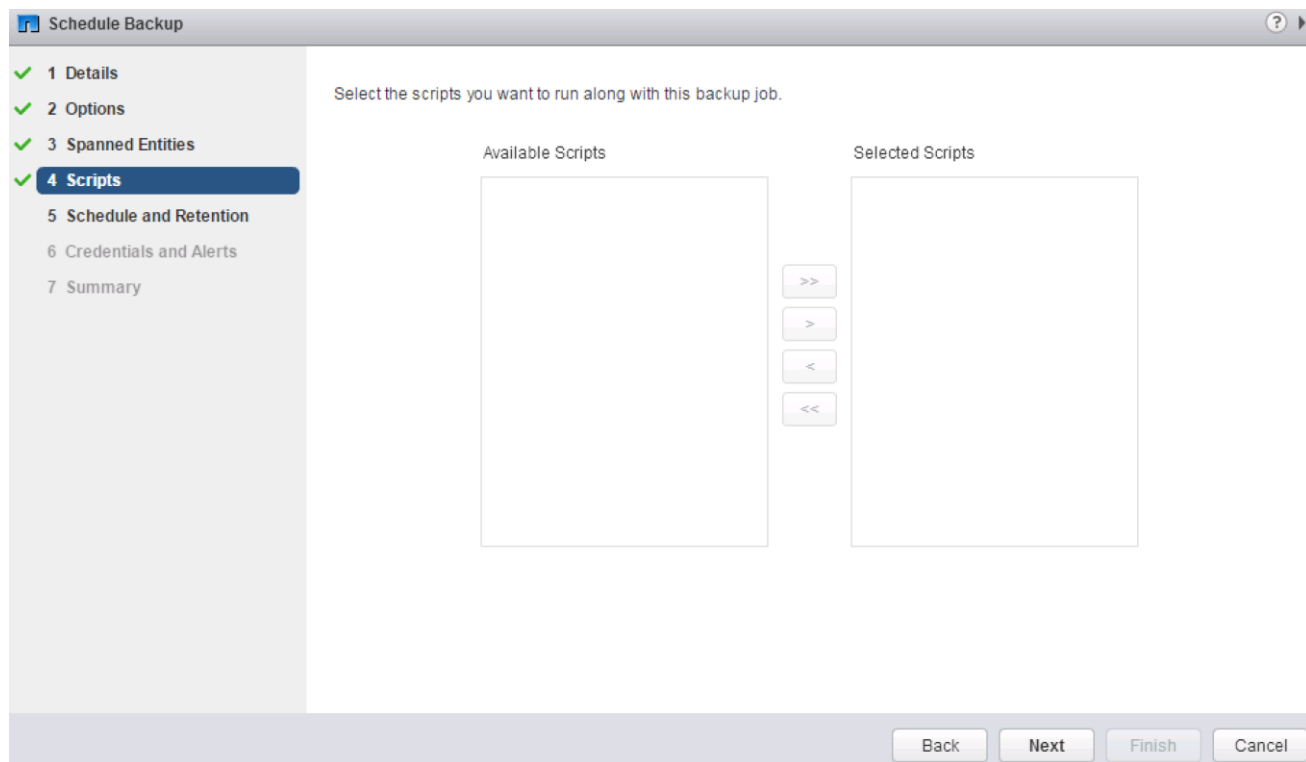 Schedule Backup
?
1 Details
2 Options
3 Spanned Entities
4 Scripts
5 Schedule and Retention
6 Credentials and Alerts
7 Summary
Select the scripts you want to run along with this backup job.
Available Scripts
Selected Scripts
>>
>
<
<<
Back
Next
Finish
Cancel